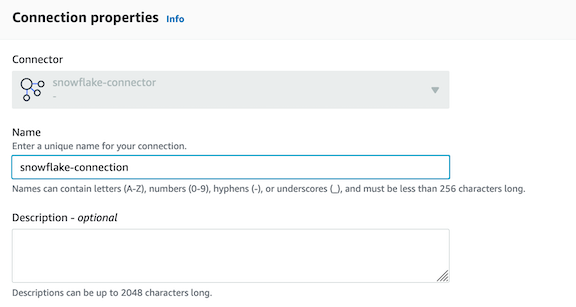 Connection properties Info
Connector
snowflake-connector
-
Name
Enter a unique name for your connection.
snowflake-connection
Names can contain letters (A-Z), numbers (0-9), hyphens (-), or underscores (_), and must be less than 256 characters long.
Description - optional
Descriptions can be up to 2048 characters long.